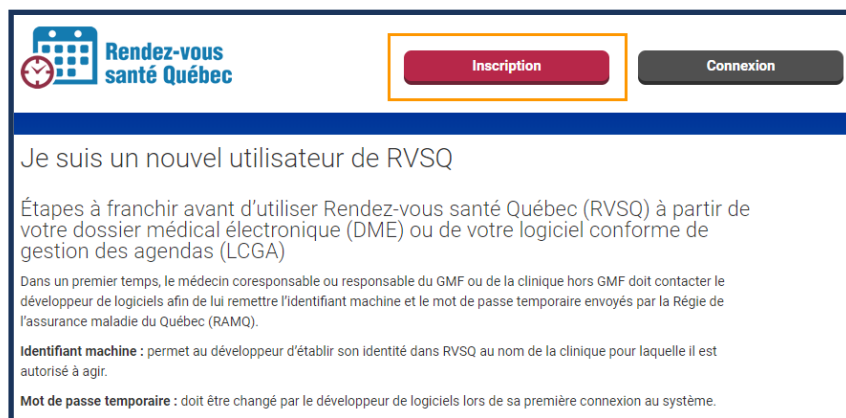 Rendez-vous
santé Québec
Inscription
Connexion
Je suis un nouvel utilisateur de RVSQ
Étapes à franchir avant d'utiliser Rendez-vous santé Québec (RVSQ) à partir de
votre dossier médical électronique (DME) ou de votre logiciel conforme de
gestion des agendas (LCGA)
Dans un premier temps, le médecin coresponsable ou responsable du GMF ou de la clinique hors GMF doit contacter le
développeur de logiciels afin de lui remettre l'identifiant machine et le mot de passe temporaire envoyés par la Régie de
l'assurance maladie du Québec (RAMQ).
Identifiant machine : permet au développeur d'établir son identité dans RVSQ au nom de la clinique pour laquelle il est
autorisé à agir.
Mot de passe temporaire : doit être changé par le développeur de logiciels lors de sa première connexion au système.